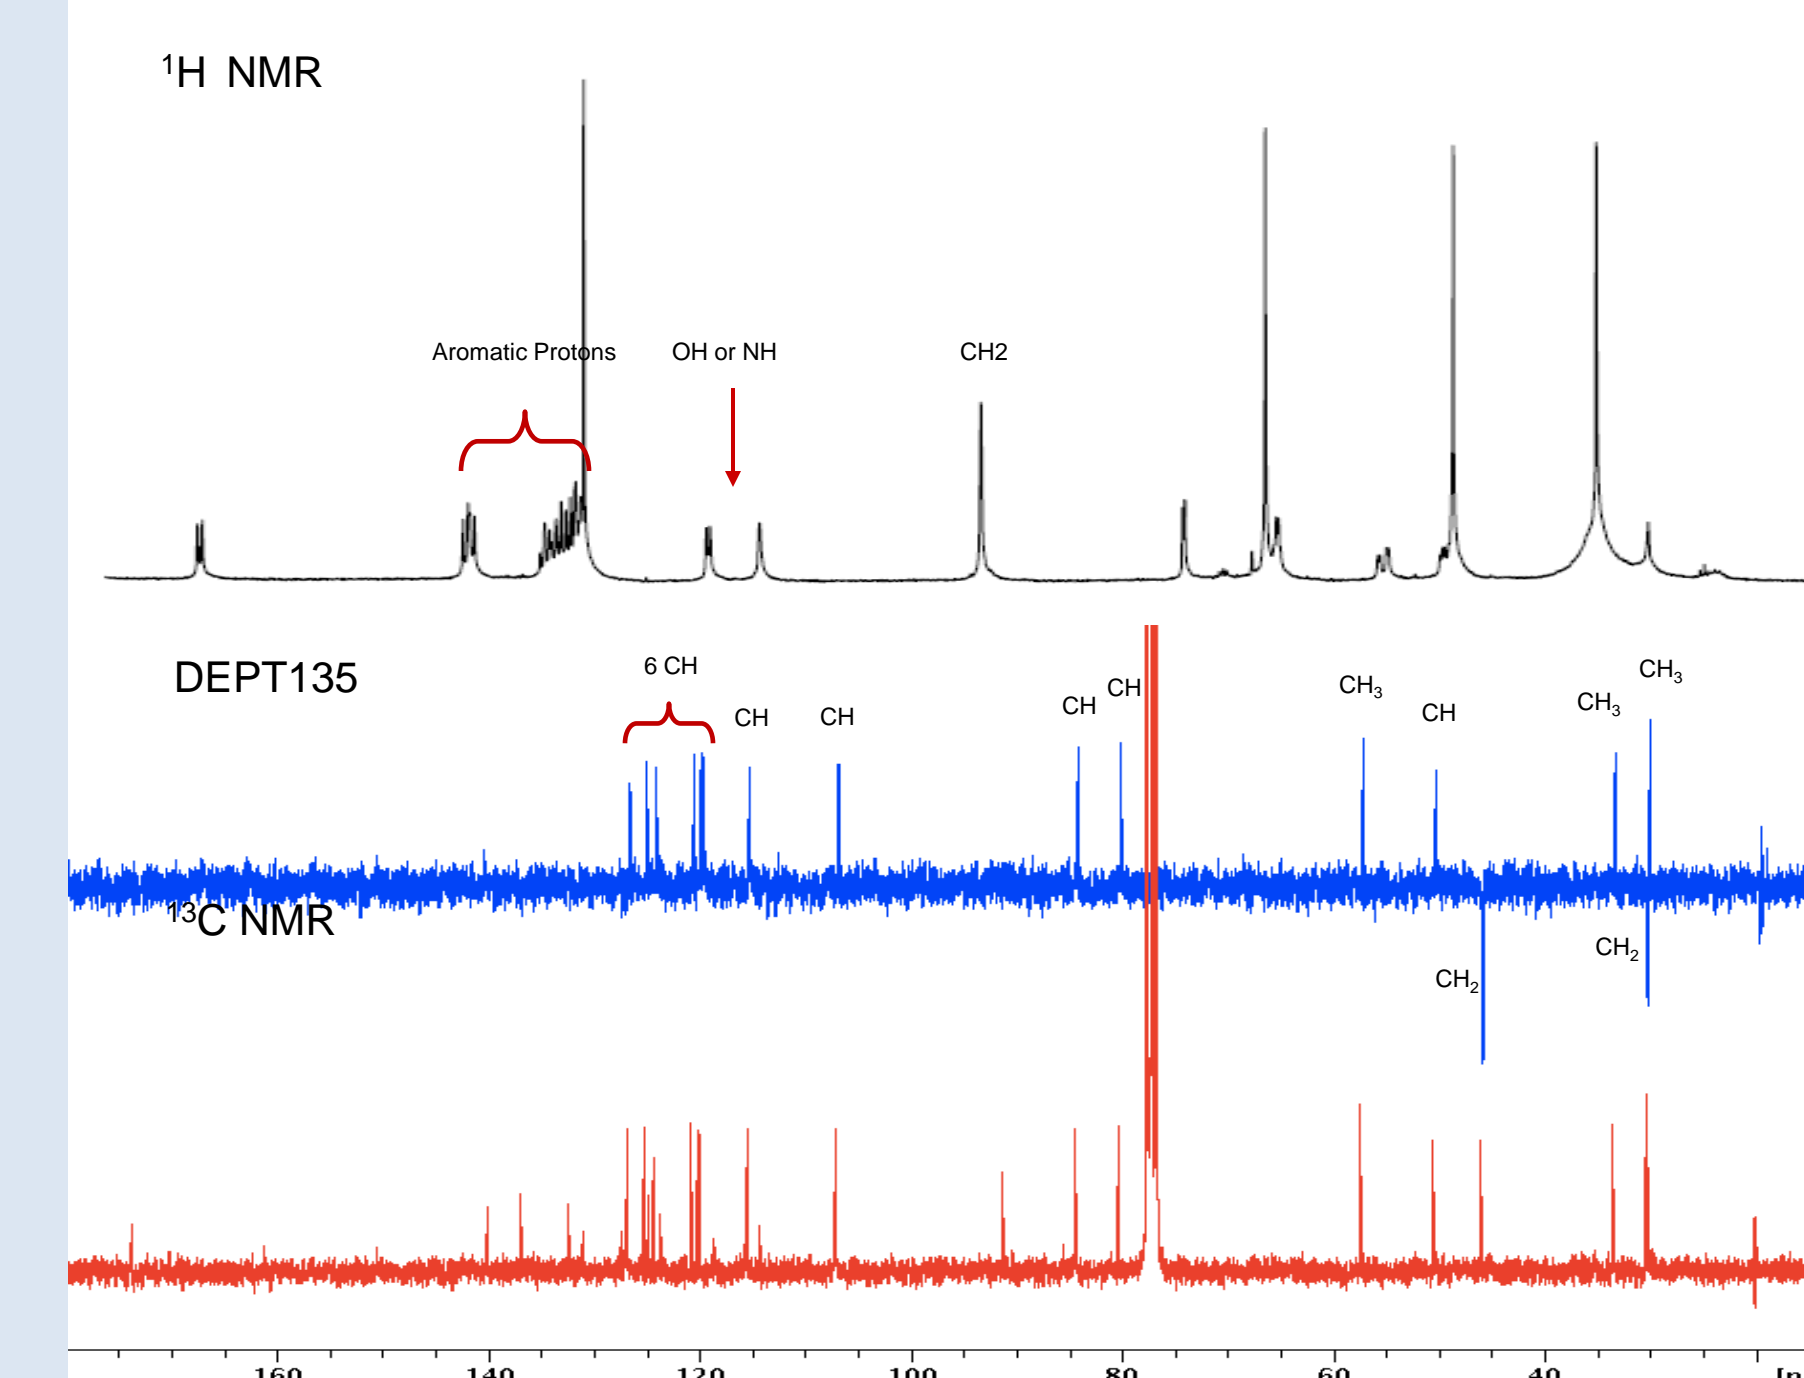 ¹H NMR
Aromatic Protons
OH or NH
CH2
DEPT135
6 CH
CH
CH
CH
CH
CH₃
CH
CH₃
CH₃
¹³C NMR
CH₂
CH₂
160
140
120
100
80
60
40